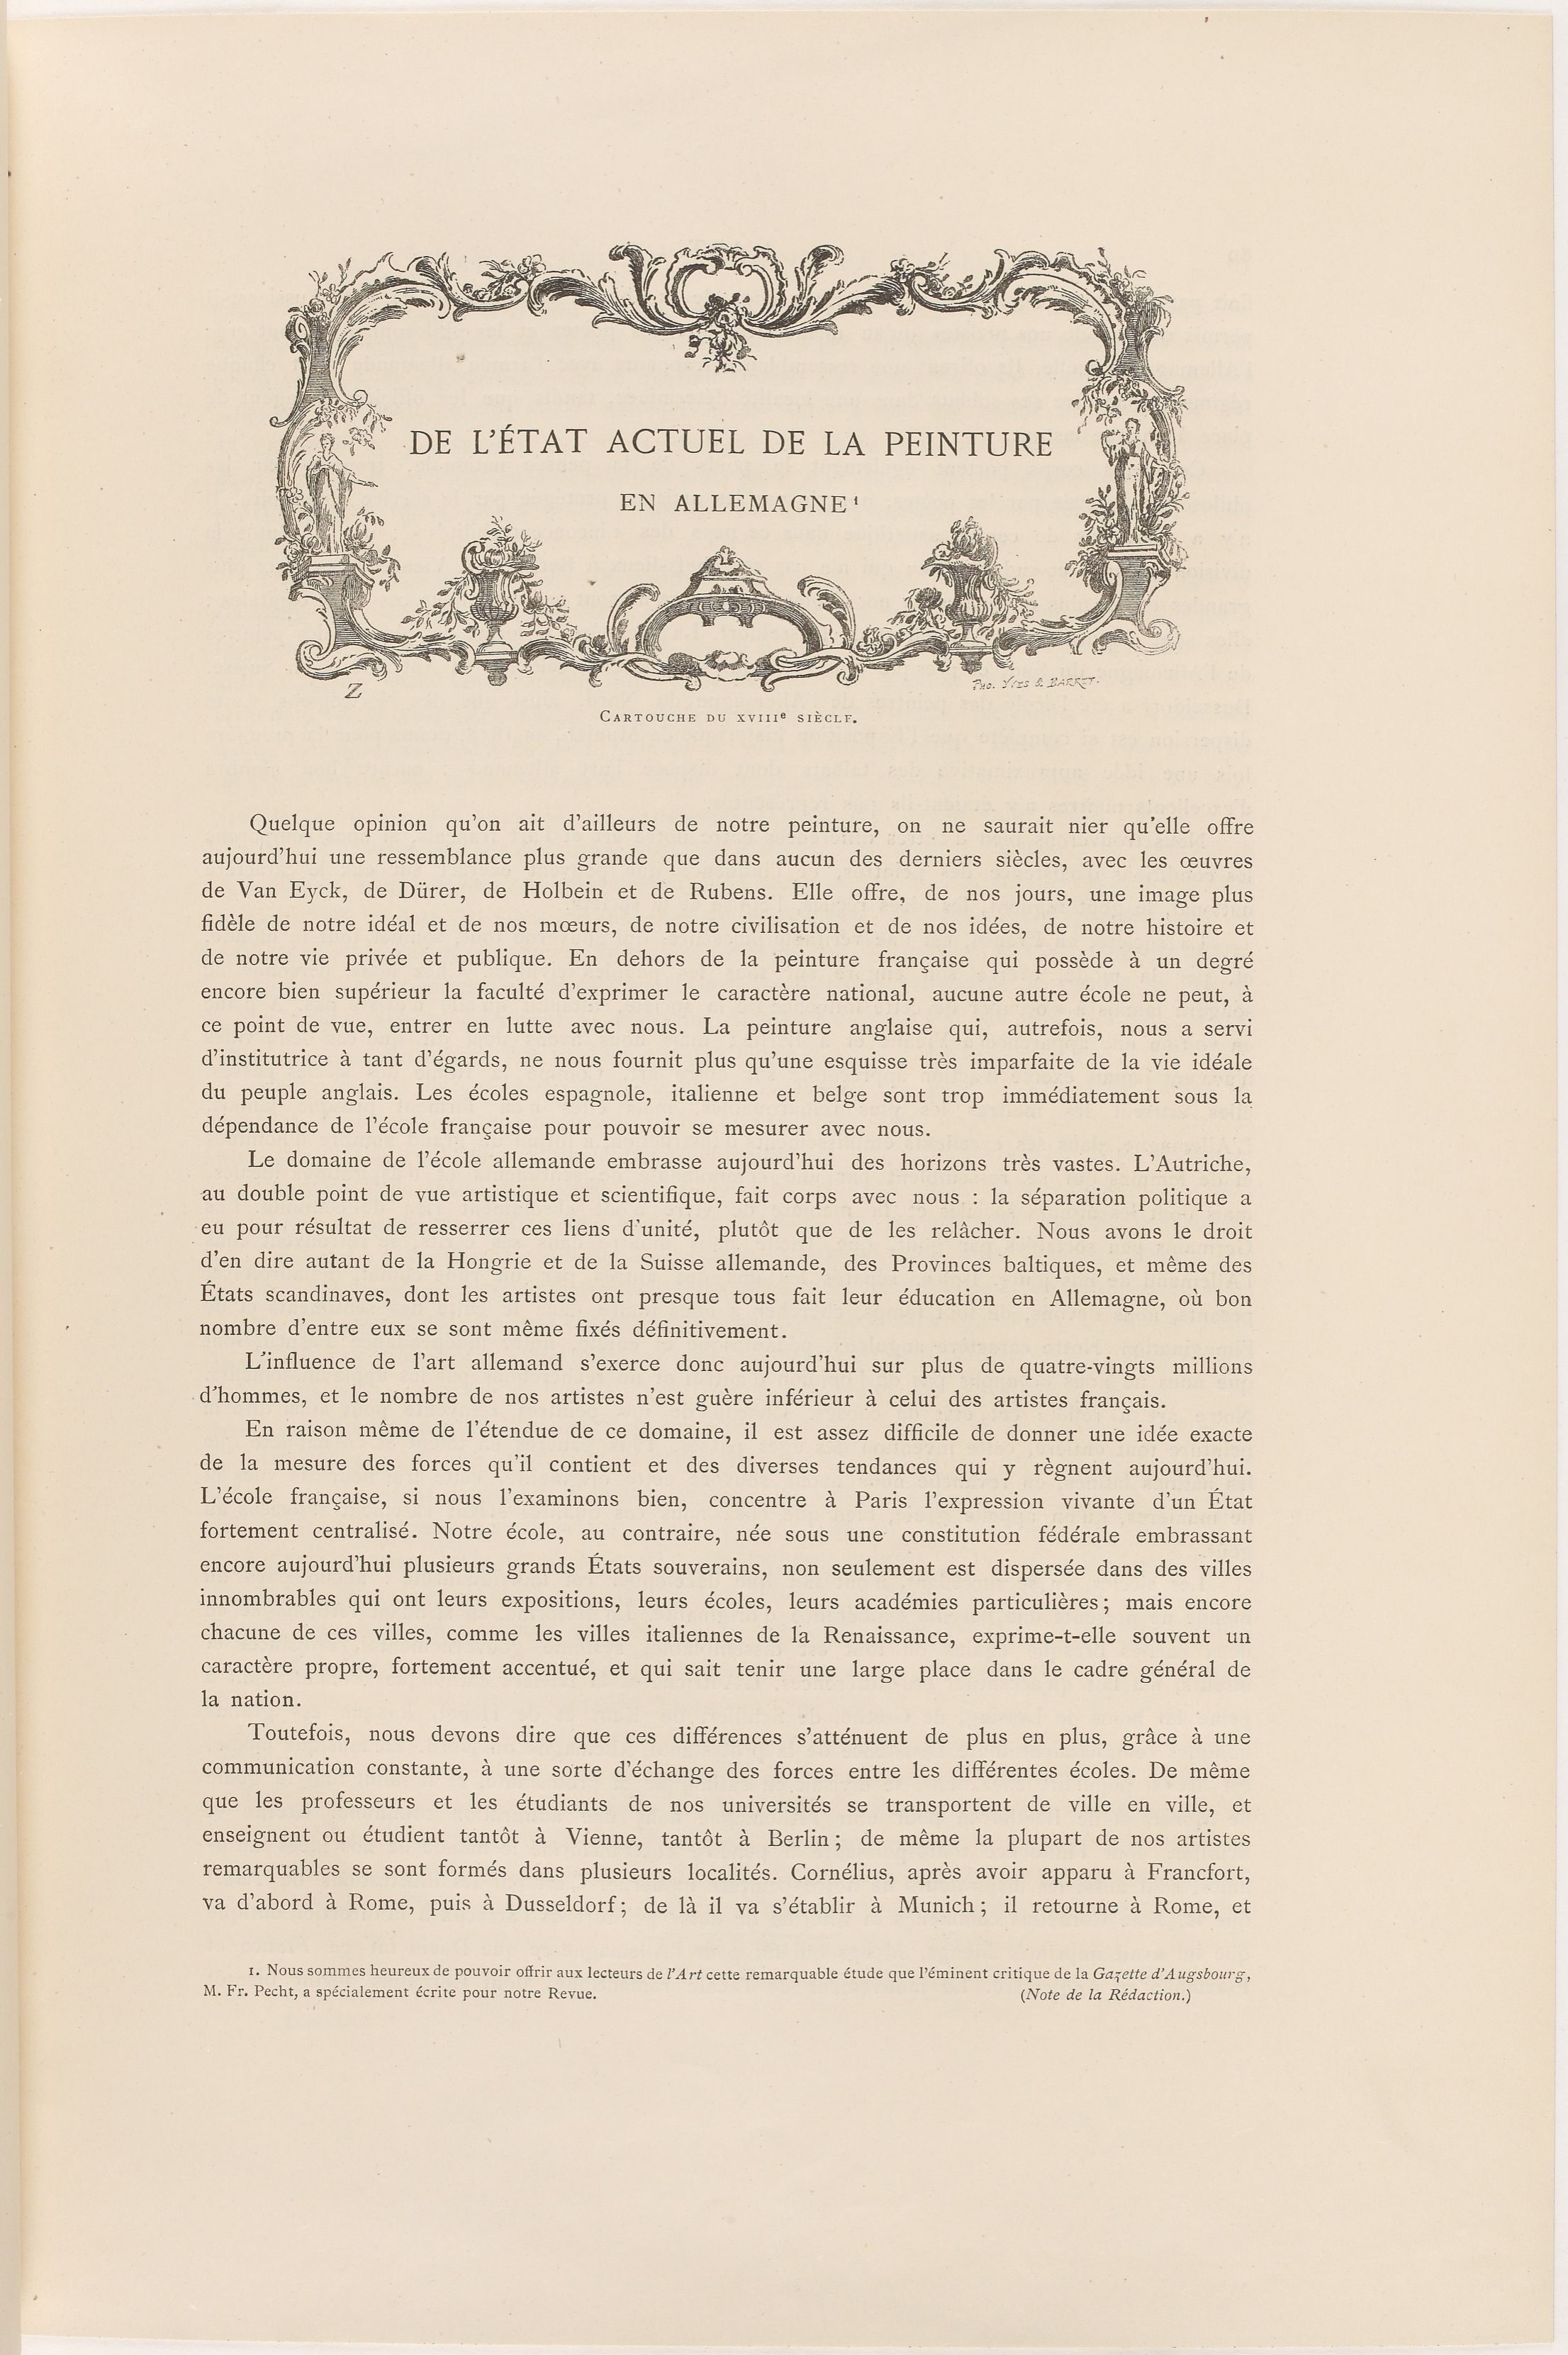 DE L'ÉTAT ACTUEL DE LA PEINTURE
EN ALLEMAGNE¹
Z
PHO. YVES & BARRET.
CARTOUCHE DU XVIIIᵉ SIÈCLE.
Quelque opinion qu'on ait d'ailleurs de notre peinture, on ne saurait nier qu'elle offre
aujourd'hui une ressemblance plus grande que dans aucun des derniers siècles, avec les œuvres
de Van Eyck, de Dürer, de Holbein et de Rubens. Elle offre, de nos jours, une image plus
fidèle de notre idéal et de nos mœurs, de notre civilisation et de nos idées, de notre histoire et
de notre vie privée et publique. En dehors de la peinture française qui possède à un degré
encore bien supérieur la faculté d'exprimer le caractère national, aucune autre école ne peut, à
ce point de vue, entrer en lutte avec nous. La peinture anglaise qui, autrefois, nous a servi
d'institutrice à tant d'égards, ne nous fournit plus qu'une esquisse très imparfaite de la vie idéale
du peuple anglais. Les écoles espagnole, italienne et belge sont trop immédiatement sous la
dépendance de l'école française pour pouvoir se mesurer avec nous.
Le domaine de l'école allemande embrasse aujourd'hui des horizons très vastes. L'Autriche,
au double point de vue artistique et scientifique, fait corps avec nous : la séparation politique a
eu pour résultat de resserrer ces liens d'unité, plutôt que de les relâcher. Nous avons le droit
d'en dire autant de la Hongrie et de la Suisse allemande, des Provinces baltiques, et même des
États scandinaves, dont les artistes ont presque tous fait leur éducation en Allemagne, où bon
nombre d'entre eux se sont même fixés définitivement.
L'influence de l'art allemand s'exerce donc aujourd'hui sur plus de quatre-vingts millions
d'hommes, et le nombre de nos artistes n'est guère inférieur à celui des artistes français.
En raison même de l'étendue de ce domaine, il est assez difficile de donner une idée exacte
de la mesure des forces qu'il contient et des diverses tendances qui y règnent aujourd'hui.
L'école française, si nous l'examinons bien, concentre à Paris l'expression vivante d'un État
fortement centralisé. Notre école, au contraire, née sous une constitution fédérale embrassant
encore aujourd'hui plusieurs grands États souverains, non seulement est dispersée dans des villes
innombrables qui ont leurs expositions, leurs écoles, leurs académies particulières; mais encore
chacune de ces villes, comme les villes italiennes de la Renaissance, exprime-t-elle souvent un
caractère propre, fortement accentué, et qui sait tenir une large place dans le cadre général de
la nation.
Toutefois, nous devons dire que ces différences s'atténuent de plus en plus, grâce à une
communication constante, à une sorte d'échange des forces entre les différentes écoles. De même
que les professeurs et les étudiants de nos universités se transportent de ville en ville, et
enseignent ou étudient tantôt à Vienne, tantôt à Berlin; de même la plupart de nos artistes
remarquables se sont formés dans plusieurs localités. Cornélius, après avoir apparu à Francfort,
va d'abord à Rome, puis à Dusseldorf; de là il va s'établir à Munich; il retourne à Rome, et
1. Nous sommes heureux de pouvoir offrir aux lecteurs de l'Art cette remarquable étude que l'éminent critique de la Gazette d'Augsbourg,
M. Fr. Pecht, a spécialement écrite pour notre Revue. (Note de la Rédaction.)